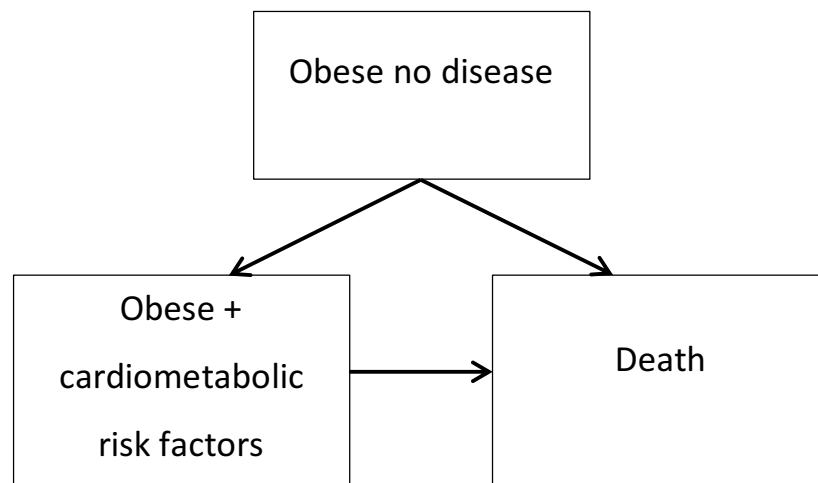 Obese no disease
Obese +
cardiometabolic
risk factors
Death